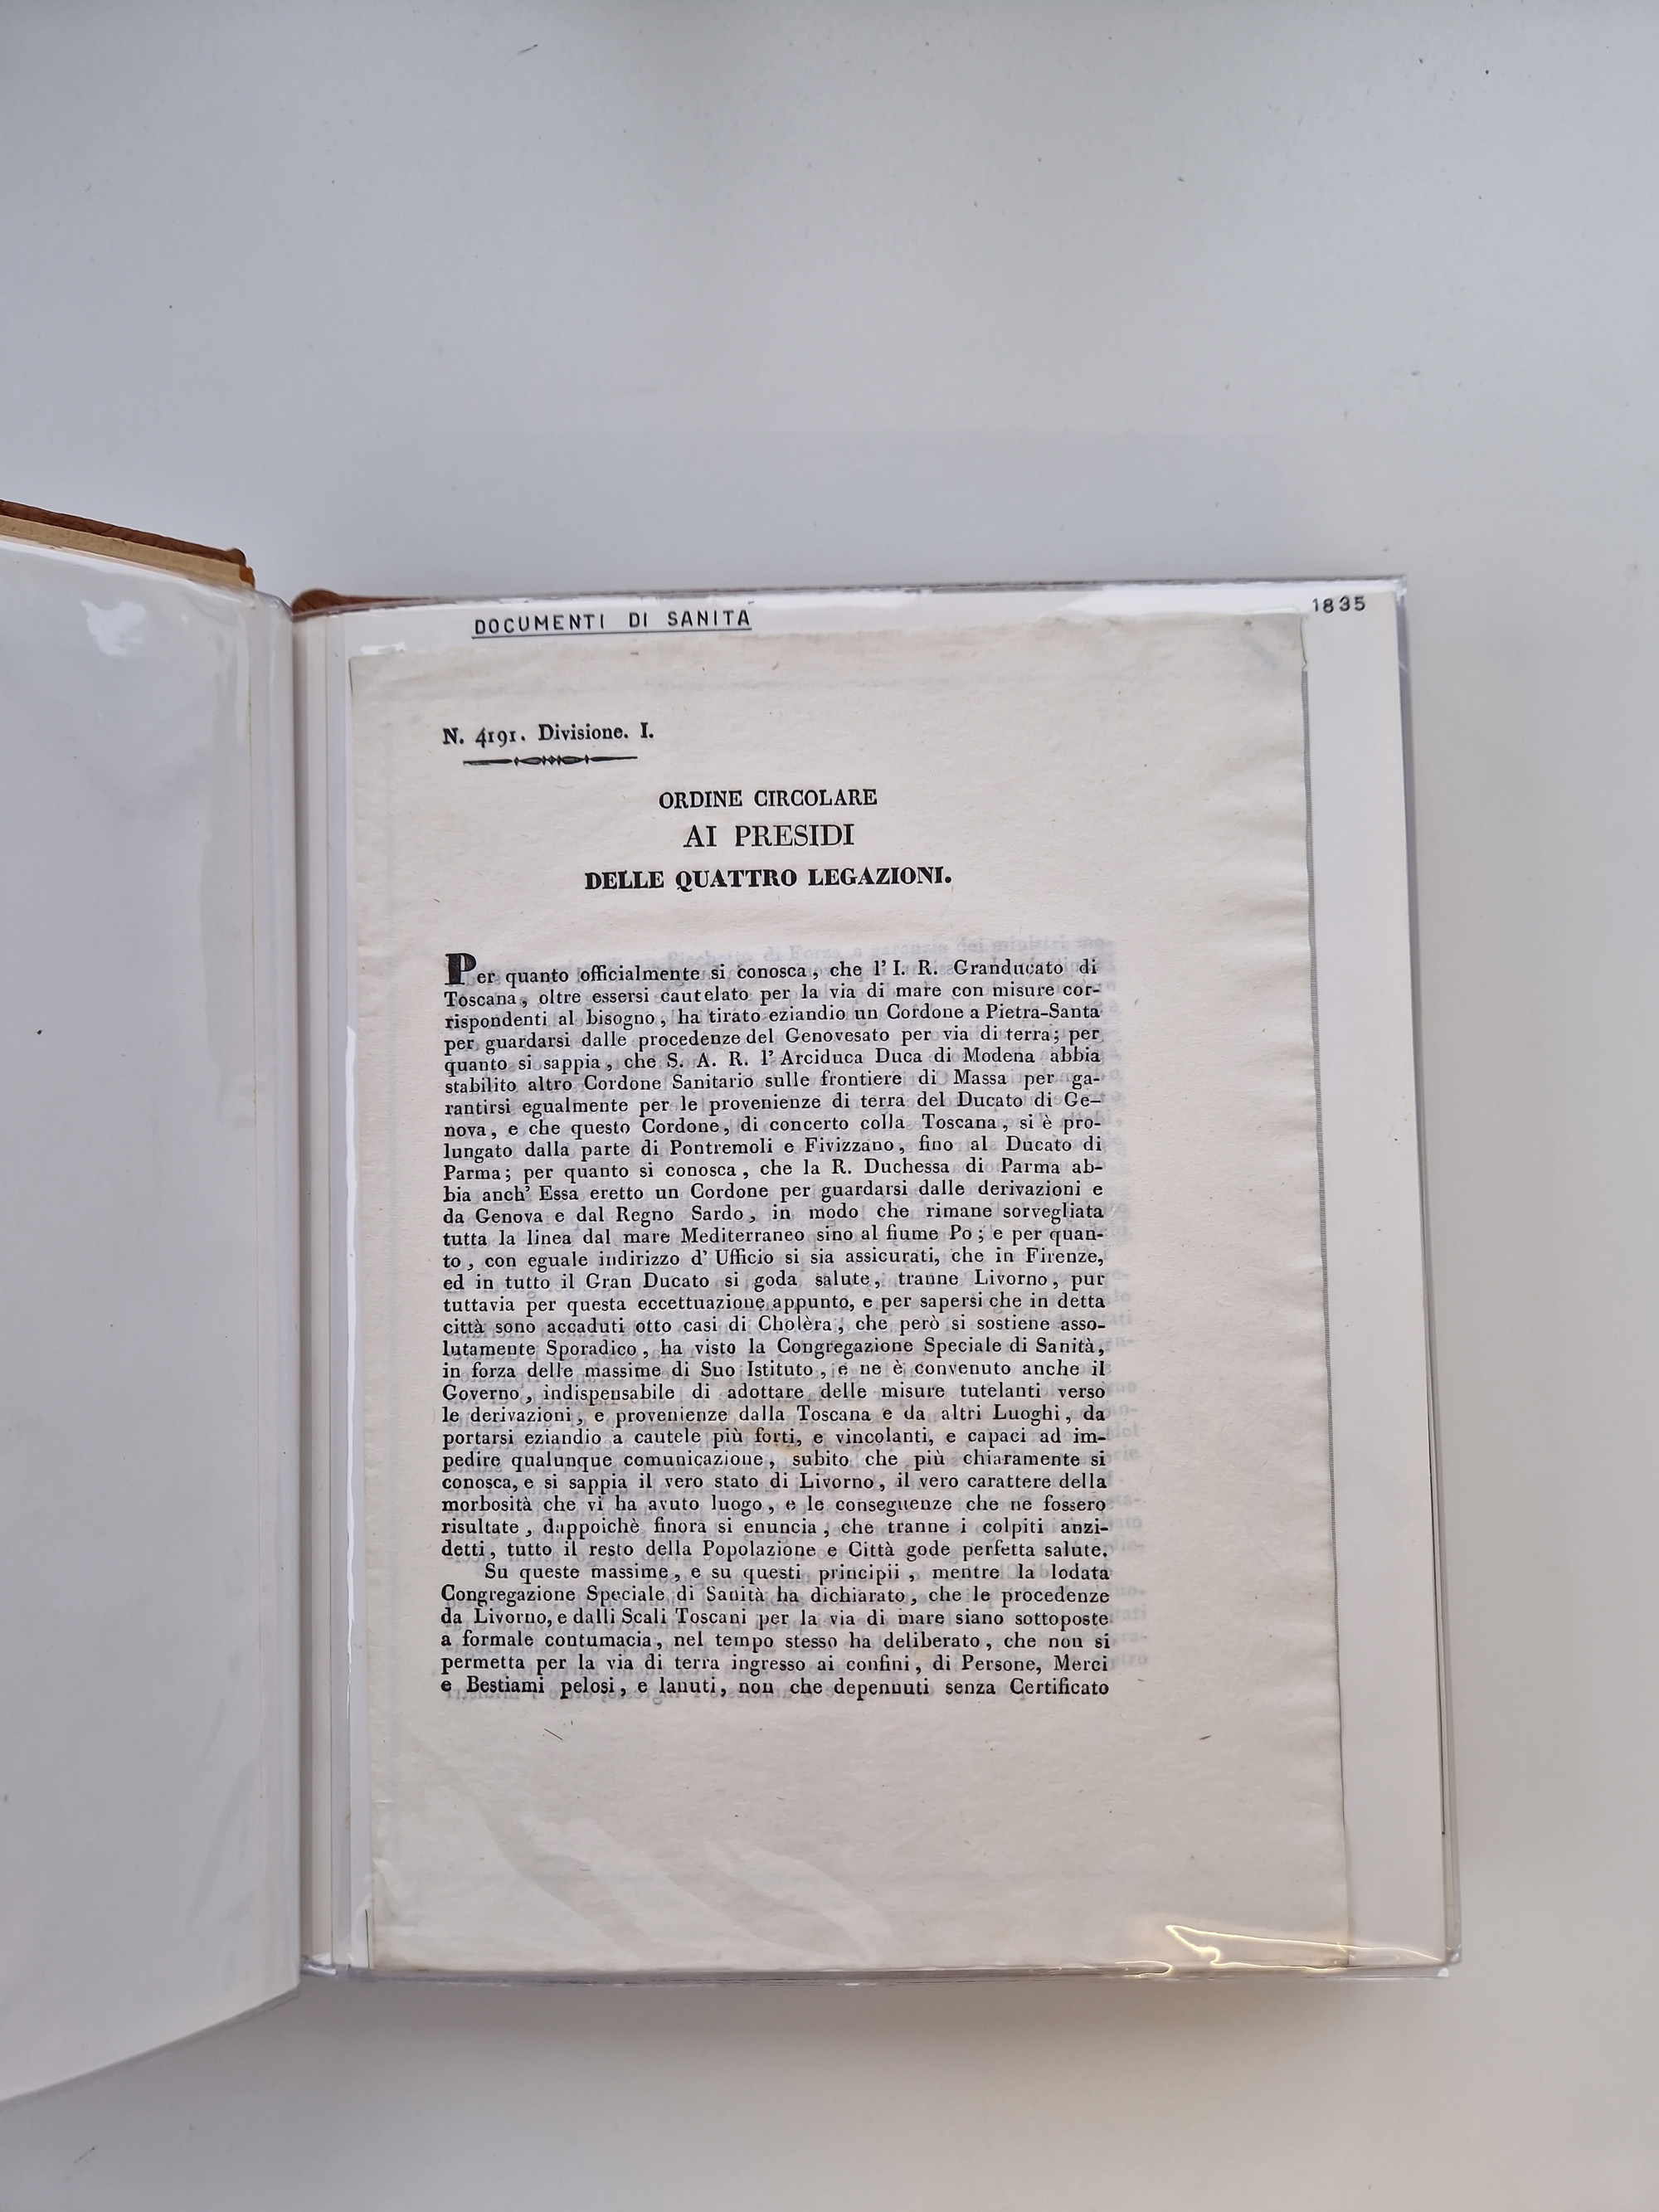 DOCUMENTI DI SANITA
1835
N. 4191. Divisione. I.
ORDINE CIRCOLARE
AI PRESIDI
DELLE QUATTRO LEGAZIONI.
Per quanto officialmente si conosca, che l' I. R. Granducato di
Toscana, oltre essersi cautelato per la via di mare con misure cor-
rispondenti al bisogno, ha tirato eziandio un Cordone a Pietra-Santa
per guardarsi dalle procedenze del Genovesato per via di terra; per
quanto si sappia, che S. A. R. l' Arciduca Duca di Modena abbia
stabilito altro Cordone Sanitario sulle frontiere di Massa per ga-
rantirsi egualmente per le provenienze di terra del Ducato di Ge-
nova, e che questo Cordone, di concerto colla Toscana, si è pro-
lungato dalla parte di Pontremoli e Fivizzano, fino al Ducato di
Parma; per quanto si conosca, che la R. Duchessa di Parma ab-
bia anch' Essa eretto un Cordone per guardarsi dalle derivazioni e
da Genova e dal Regno Sardo, in modo che rimane sorvegliata
tutta la linea dal mare Mediterraneo sino al fiume Po; e per quan-
to, con eguale indirizzo d' Ufficio si sia assicurati, che in Firenze,
ed in tutto il Gran Ducato si goda salute, tranne Livorno, pur
tuttavia per questa eccettuazione appunto, e per sapersi che in detta
città sono accaduti otto casi di Cholèra, che però si sostiene asso-
lutamente Sporadico, ha visto la Congregazione Speciale di Sanità,
in forza delle massime di Suo Istituto, e ne è convenuto anche il
Governo, indispensabile di adottare delle misure tutelanti verso
le derivazioni, e provenienze dalla Toscana e da altri Luoghi, da
portarsi eziandio a cautele più forti, e vincolanti, e capaci ad im-
pedire qualunque comunicazione, subito che più chiaramente si
conosca, e si sappia il vero stato di Livorno, il vero carattere della
morbosità che vi ha avuto luogo, e le conseguenze che ne fossero
risultate, dappoichè finora si enuncia, che tranne i colpiti anzi-
detti, tutto il resto della Popolazione e Città gode perfetta salute.
Su queste massime, e su questi principii, mentre la lodata
Congregazione Speciale di Sanità ha dichiarato, che le procedenze
da Livorno, e dalli Scali Toscani per la via di mare siano sottoposte
a formale contumacia, nel tempo stesso ha deliberato, che non si
permetta per la via di terra ingresso ai confini, di Persone, Merci
e Bestiami pelosi, e lanuti, non che depennuti senza Certificato